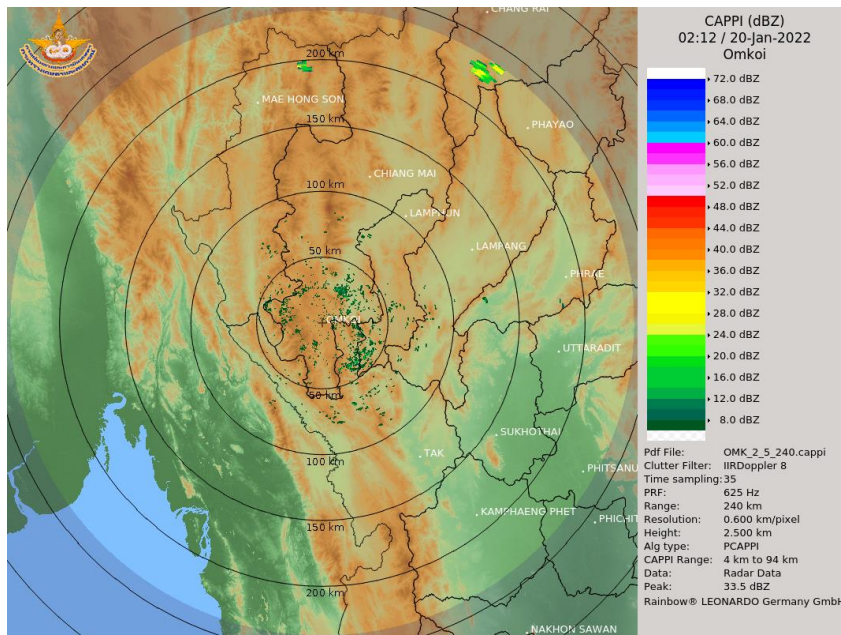 CHANG RAI
200 km
MAE HONG SON
150 km
PHAYAO
CHIANG MAI
100 km
LAMPHUN
LAMPANG
50 km
PHRAE
OMKOI
UTTARADIT
50 km
SUKHOTHAI
TAK
100 km
PHITSANU
KAMPHAENG PHET
PHICHIT
150 km
200 km
NAKHON SAWAN
CAPPI (dBZ)
02:12 / 20-Jan-2022
Omkoi
72.0 dBZ
68.0 dBZ
64.0 dBZ
60.0 dBZ
56.0 dBZ
52.0 dBZ
48.0 dBZ
44.0 dBZ
40.0 dBZ
36.0 dBZ
32.0 dBZ
28.0 dBZ
24.0 dBZ
20.0 dBZ
16.0 dBZ
12.0 dBZ
8.0 dBZ
Pdf File: OMK_2_5_240.cappi
Clutter Filter: IIRDoppler 8
Time sampling:35
PRF: 625 Hz
Range: 240 km
Resolution: 0.600 km/pixel
Height: 2.500 km
Alg type: PCAPPI
CAPPI Range: 4 km to 94 km
Data: Radar Data
Peak: 33.5 dBZ
Rainbow® LEONARDO Germany GmbH